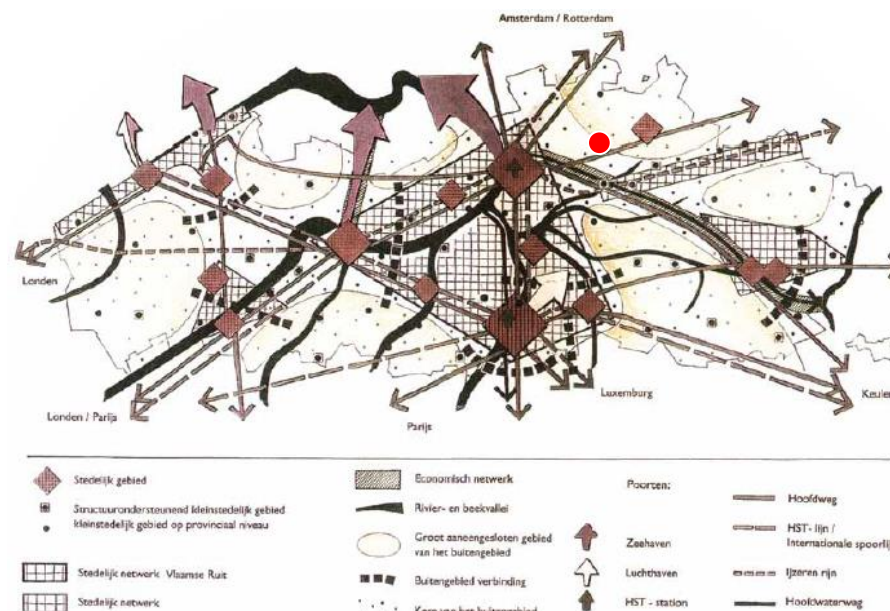 Amsterdam / Rotterdam
Londen
Londen / Parijs
Parijs
Luxemburg
Keulen
Stedelijk gebied
Structuurondersteunend kleinstedelijk gebied
kleinstedelijk gebied op provinciaal niveau
Stedelijk netwerk Vlaamse Ruit
Stedelijk netwerk
Economisch netwerk
Rivier- en beekvallei
Groot aaneengesloten gebied
van het buitengebied
Buitengebied verbinding
buitengebied
Poorten:
Zeehaven
Luchthaven
HST - station
Hoofdweg
HST- lijn /
Internationale
Ijzeren rijn
Hoofdwaterweg